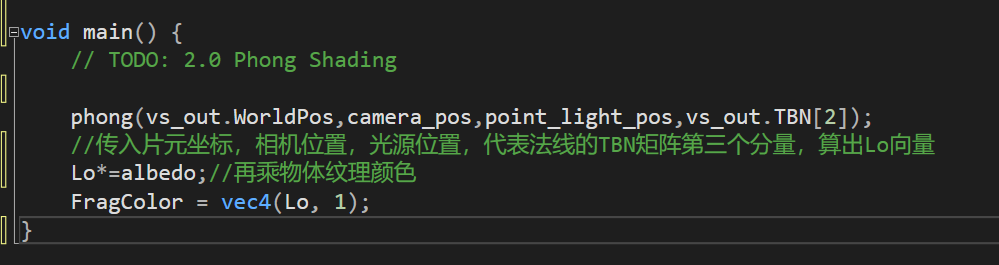 void main() {
// TODO: 2.0 Phong Shading
phong(vs_out.WorldPos,camera_pos,point_light_pos,vs_out.TBN[2]);
//传入片元坐标，相机位置，光源位置，代表法线的TBN矩阵第三个分量，算出Lo向量
Lo*=albedo;//再乘物体纹理颜色
FragColor = vec4(Lo, 1);
}